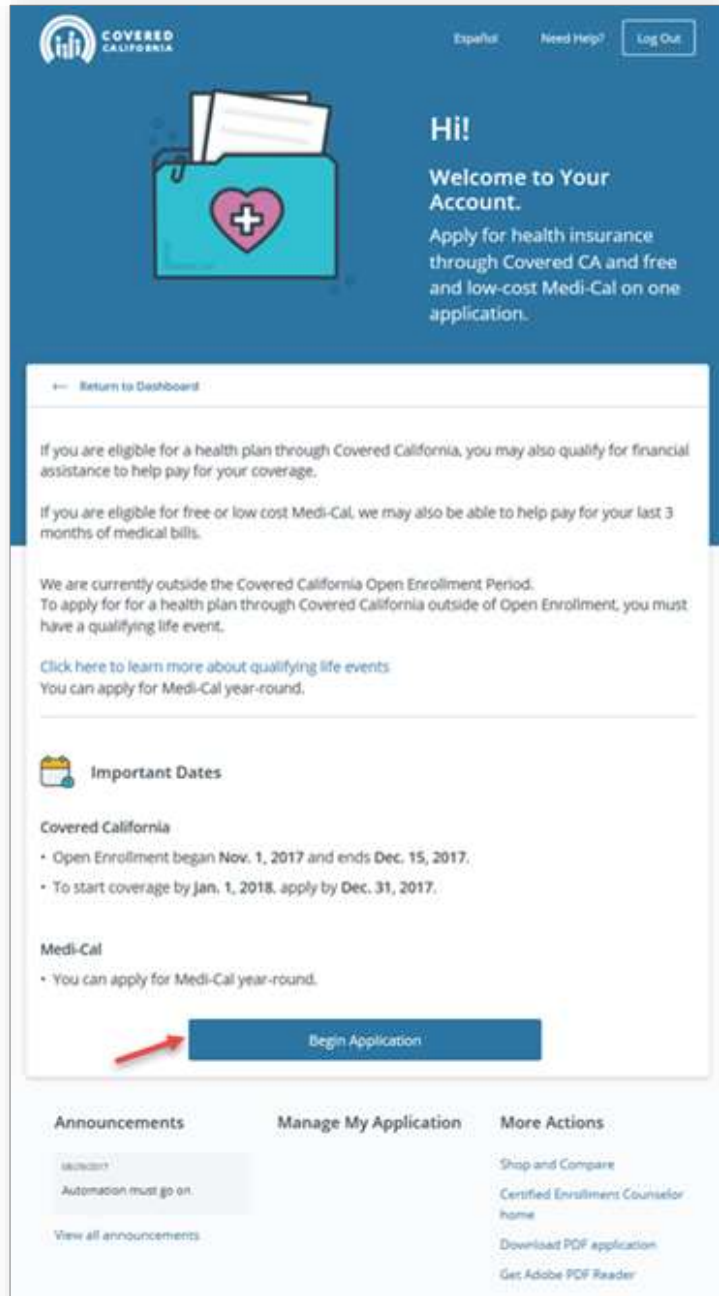 COVERED
CALIFORNIA
Español
Need Help?
Log Out
Hi!
Welcome to Your
Account.
Apply for health insurance
through Covered CA and free
and low-cost Medi-Cal on one
application.
← Return to Dashboard
If you are eligible for a health plan through Covered California, you may also qualify for financial
assistance to help pay for your coverage.
If you are eligible for free or low cost Medi-Cal, we may also be able to help pay for your last 3
months of medical bills.
We are currently outside the Covered California Open Enrollment Period.
To apply for for a health plan through Covered California outside of Open Enrollment, you must
have a qualifying life event.
Click here to learn more about qualifying life events
You can apply for Medi-Cal year-round.
Important Dates
Covered California
• Open Enrollment began Nov. 1, 2017 and ends Dec. 15, 2017.
• To start coverage by Jan. 1, 2018, apply by Dec. 31, 2017.
Medi-Cal
• You can apply for Medi-Cal year-round.
Begin Application
Announcements
Automation must go on
View all announcements
Manage My Application
More Actions
Shop and Compare
Certified Enrollment Counselor
home
Download PDF application
Get Adobe PDF Reader